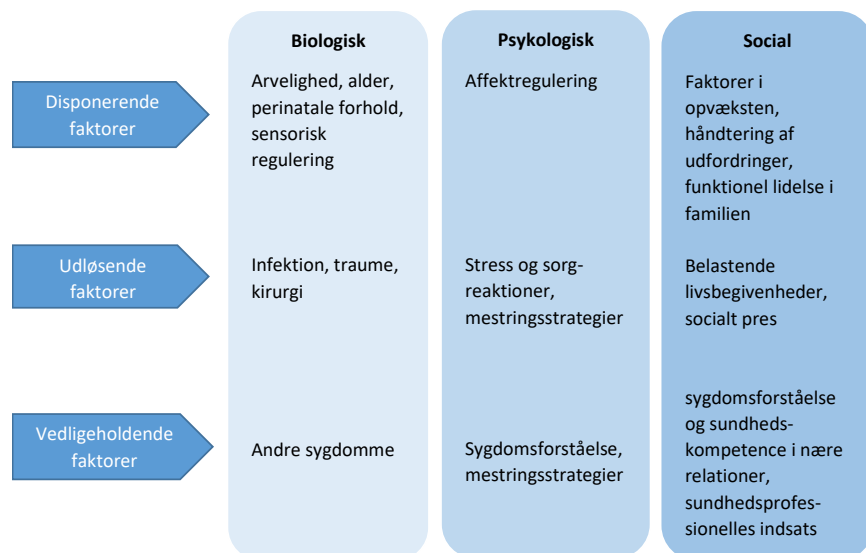 Biologisk
Psykologisk
Social
Disponerende
faktorer
Arvelighed, alder,
perinatale forhold,
sensorisk
regulering
Affektregulering
Faktorer i
opvæksten,
håndtering af
udfordringer,
funktionel lidelse i
familien
Udløsende
faktorer
Infektion, traume,
kirurgi
Stress og sorg-
reaktioner,
mestringsstrategier
Belastende
livsbegivenheder,
socialt pres
Vedligeholdende
faktorer
Andre sygdomme
Sygdomsforståelse,
mestringsstrategier
sygdomsforståelse
og sundheds-
kompetence i nære
relationer,
sundhedsprofes-
sionelles indsats